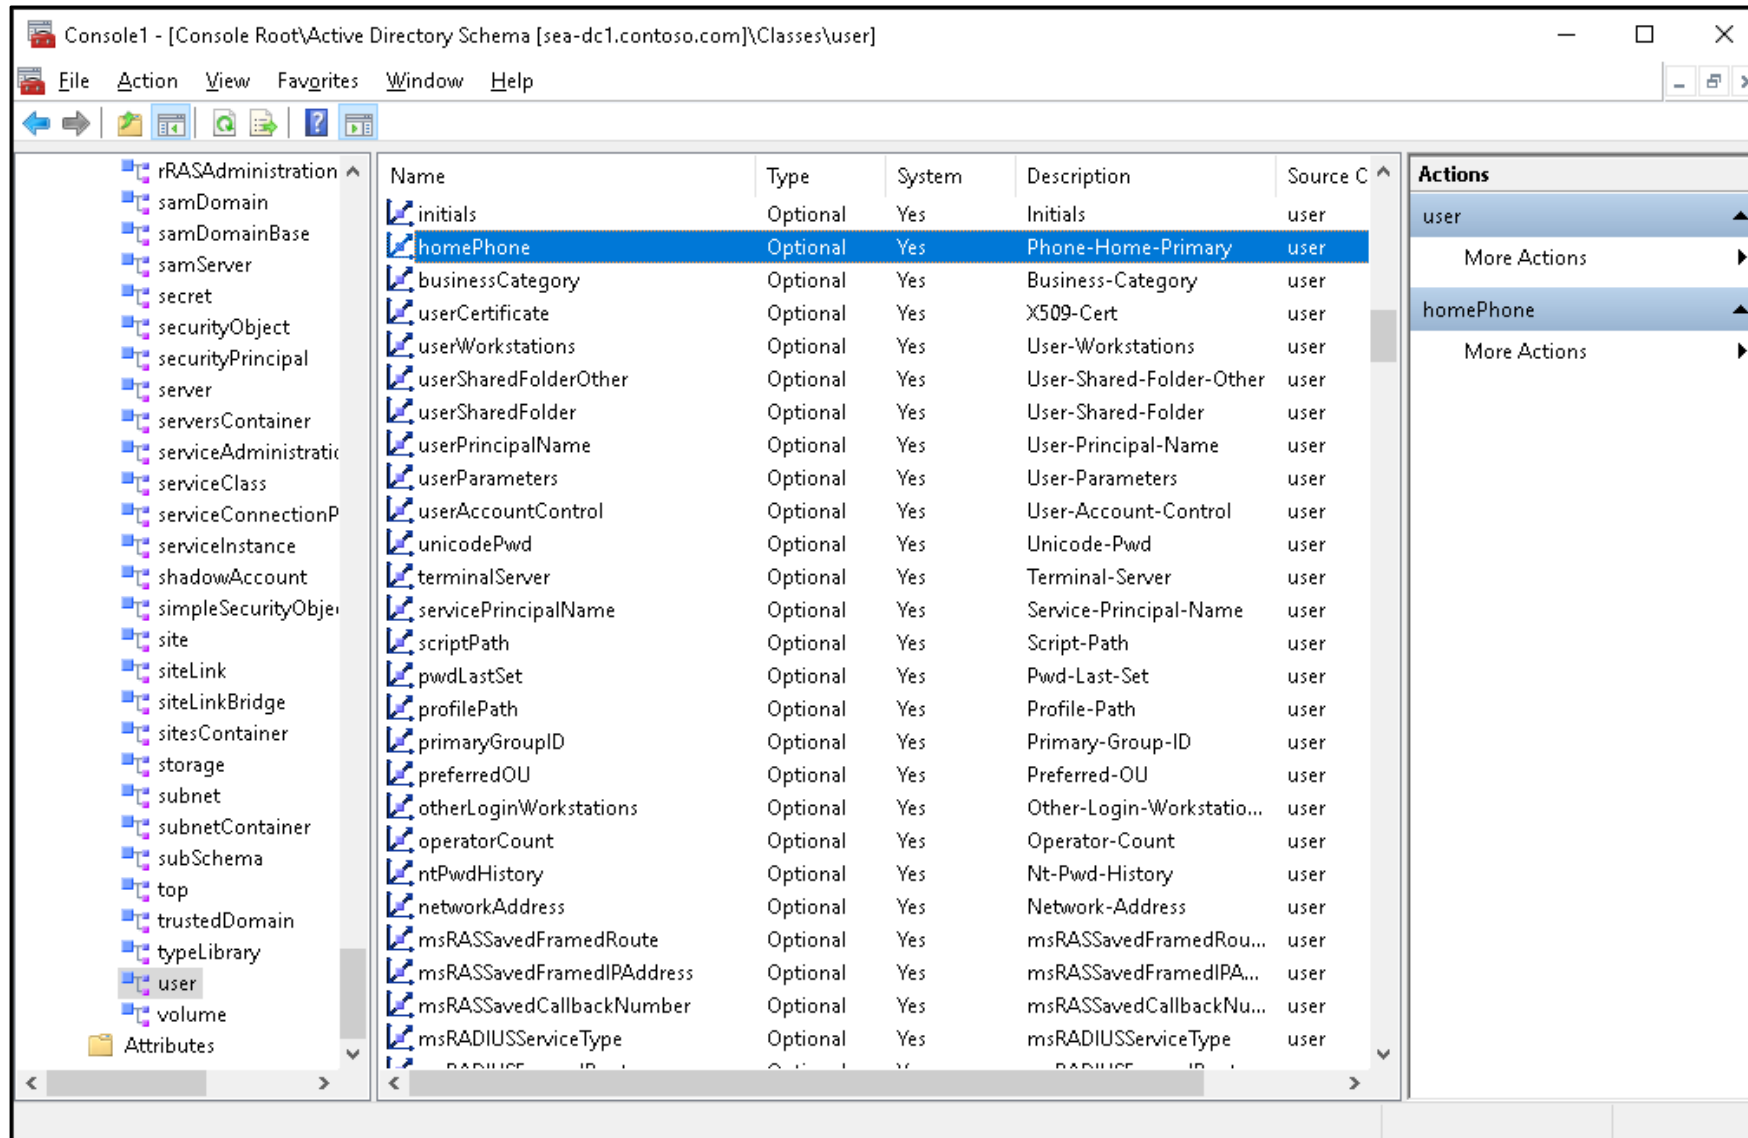 Console1 - [Console Root\Active Directory Schema [sea-dc1.contoso.com]\Classes\user]
File Action View Favorites Window Help
rRASAdministration
samDomain
samDomainBase
samServer
secret
securityObject
securityPrincipal
server
serversContainer
serviceAdministratic
serviceClass
serviceConnectionP
serviceInstance
shadowAccount
simpleSecurityObje
site
siteLink
siteLinkBridge
sitesContainer
storage
subnet
subnetContainer
subSchema
top
trustedDomain
typeLibrary
user
volume
Attributes
Name Type System Description Source C
initials Optional Yes Initials user
homePhone Optional Yes Phone-Home-Primary user
businessCategory Optional Yes Business-Category user
userCertificate Optional Yes X509-Cert user
userWorkstations Optional Yes User-Workstations user
userSharedFolderOther Optional Yes User-Shared-Folder-Other user
userSharedFolder Optional Yes User-Shared-Folder user
userPrincipalName Optional Yes User-Principal-Name user
userParameters Optional Yes User-Parameters user
userAccountControl Optional Yes User-Account-Control user
unicodePwd Optional Yes Unicode-Pwd user
terminalServer Optional Yes Terminal-Server user
servicePrincipalName Optional Yes Service-Principal-Name user
scriptPath Optional Yes Script-Path user
pwdLastSet Optional Yes Pwd-Last-Set user
profilePath Optional Yes Profile-Path user
primaryGroupID Optional Yes Primary-Group-ID user
preferredOU Optional Yes Preferred-OU user
otherLoginWorkstations Optional Yes Other-Login-Workstatio... user
operatorCount Optional Yes Operator-Count user
ntPwdHistory Optional Yes Nt-Pwd-History user
networkAddress Optional Yes Network-Address user
msRASSavedFramedRoute Optional Yes msRASSavedFramedRou... user
msRASSavedFramedIPAddress Optional Yes msRASSavedFramedIPA... user
msRASSavedCallbackNumber Optional Yes msRASSavedCallbackNu... user
msRADIUSServiceType Optional Yes msRADIUSServiceType user
Actions
user
More Actions
homePhone
More Actions